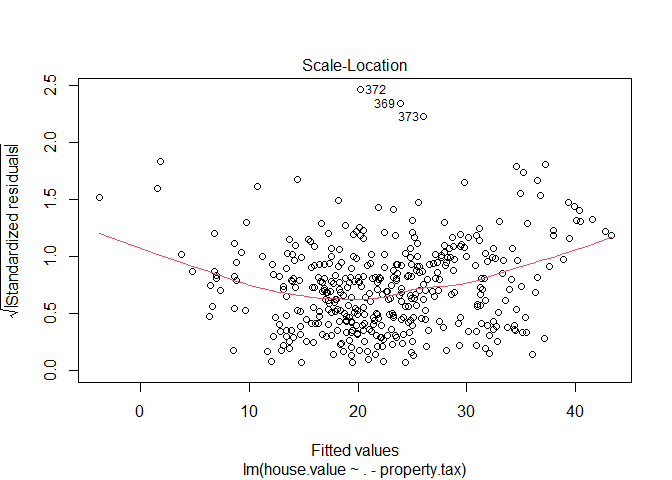 Scale-Location
√|Standardized residuals|
2.5
2.0
1.5
1.0
0.5
0.0
372
369
373
0 10 20 30 40
Fitted values
lm(house.value ~ . - property.tax)